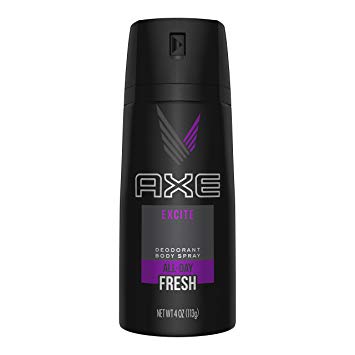 AXE
EXCITE
DEODORANT
BODY SPRAY
ALL DAY
FRESH
NET WT 4 OZ (113g)